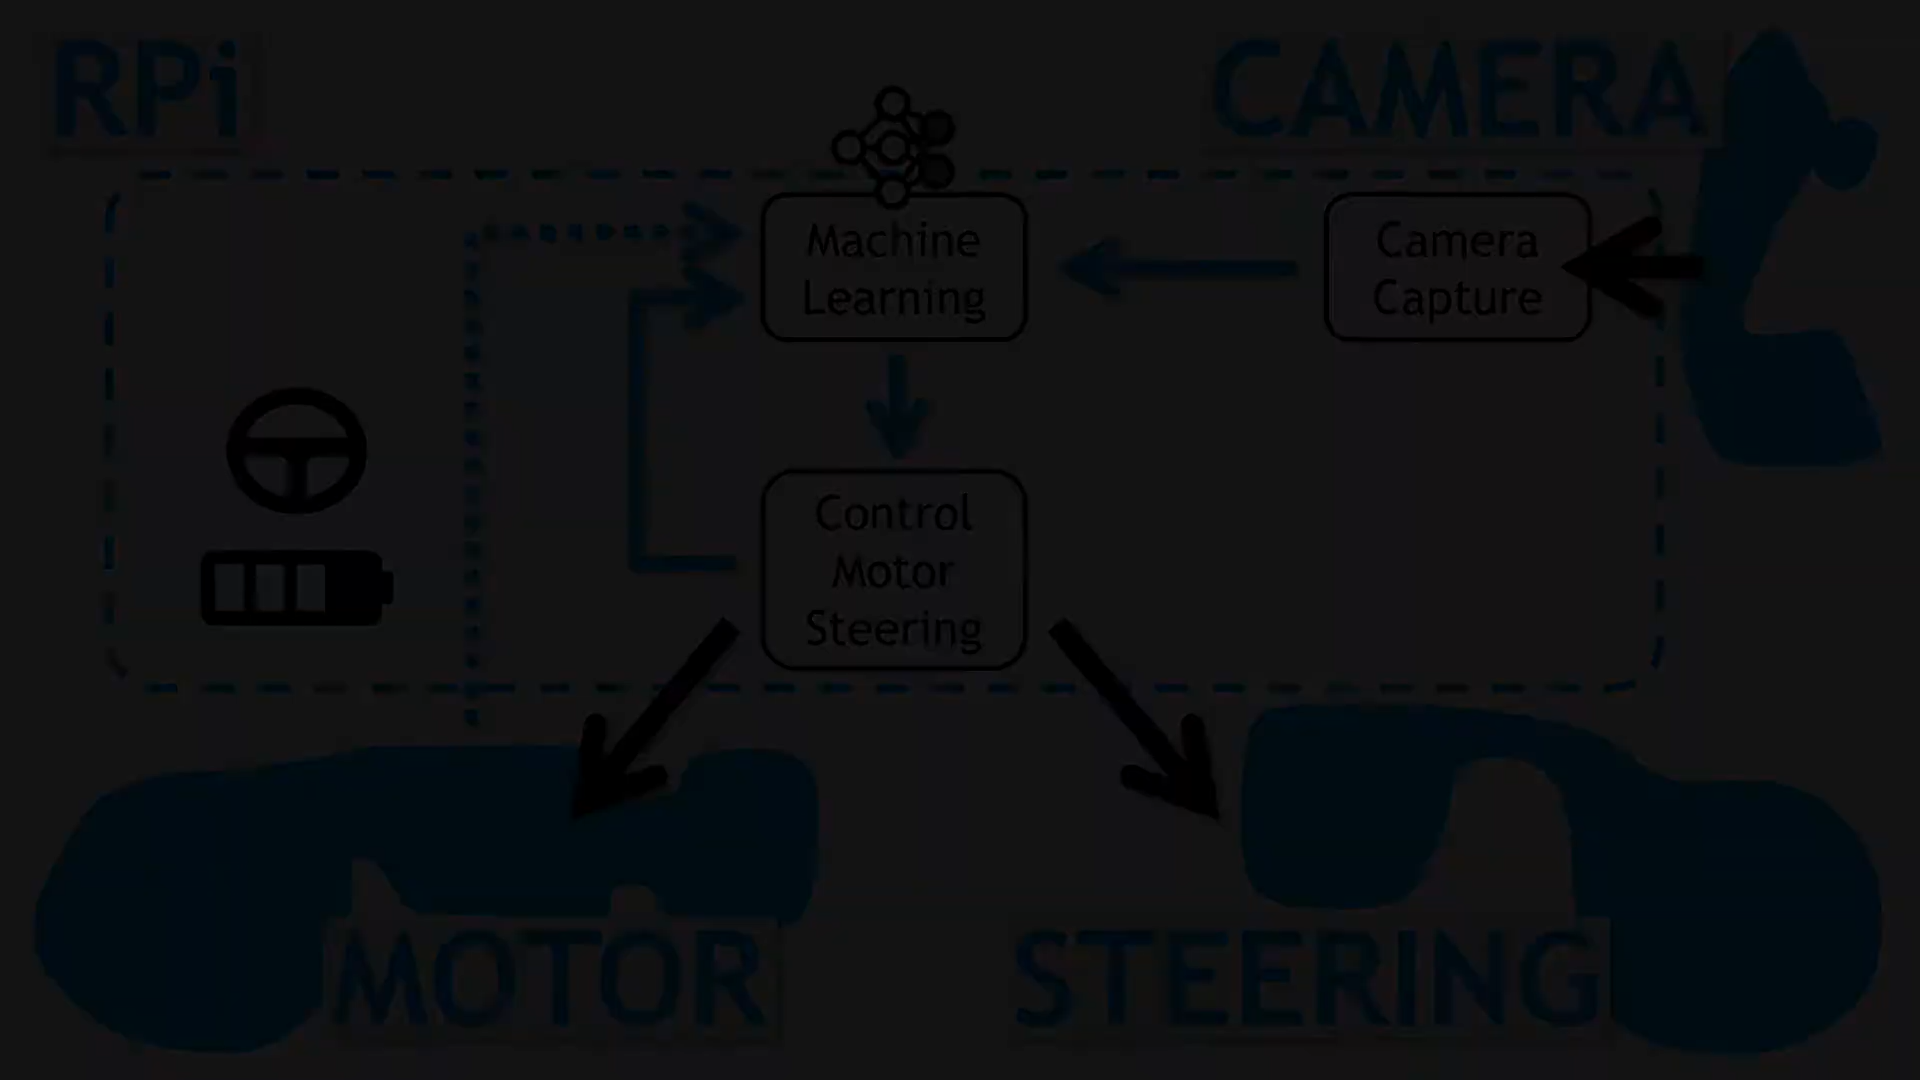 RPi
CAMERA
Machine
Learning
Camera
Capture
Control
Motor
Steering
MOTOR
STEERING